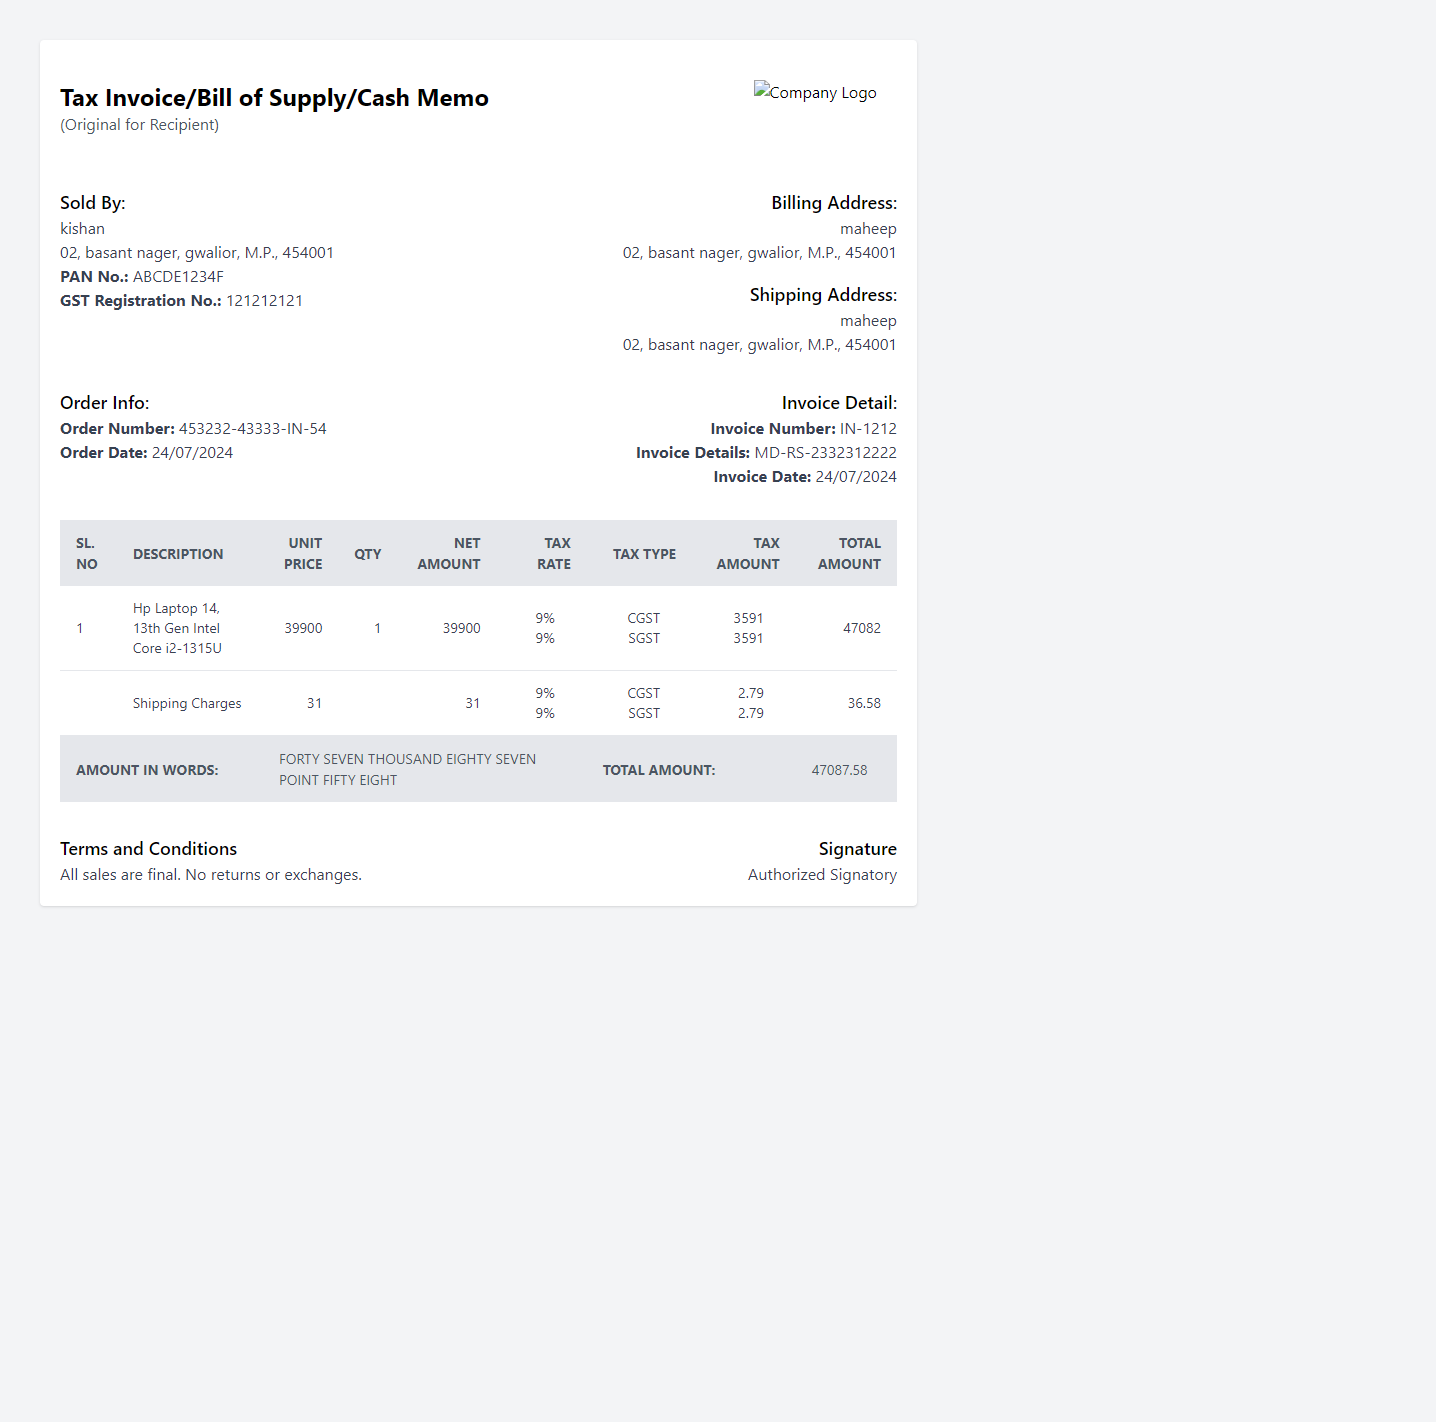 Tax Invoice/Bill of Supply/Cash Memo
(Original for Recipient)
Company Logo
Sold By:
kishan
02, basant nager, gwalior, M.P., 454001
PAN No.: ABCDE1234F
GST Registration No.: 121212121
Billing Address:
maheep
02, basant nager, gwalior, M.P., 454001
Shipping Address:
maheep
02, basant nager, gwalior, M.P., 454001
Order Info:
Order Number: 453232-43333-IN-54
Order Date: 24/07/2024
Invoice Detail:
Invoice Number: IN-1212
Invoice Details: MD-RS-2332312222
Invoice Date: 24/07/2024
SL. NO DESCRIPTION UNIT PRICE QTY NET AMOUNT TAX RATE TAX TYPE TAX AMOUNT TOTAL AMOUNT
1 Hp Laptop 14, 13th Gen Intel Core i2-1315U 39900 1 39900 9% CGST 3591 47082
9% SGST 3591
Shipping Charges 31 31 9% CGST 2.79 36.58
9% SGST 2.79
AMOUNT IN WORDS: FORTY SEVEN THOUSAND EIGHTY SEVEN
POINT FIFTY EIGHT
TOTAL AMOUNT: 47087.58
Terms and Conditions
All sales are final. No returns or exchanges.
Signature
Authorized Signatory